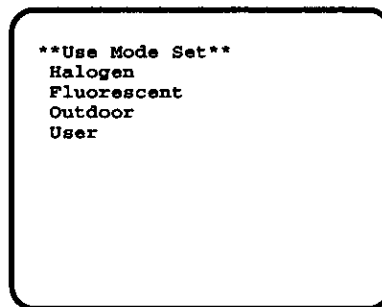 **Use Mode Set**
Halogen
Fluorescent
Outdoor
User